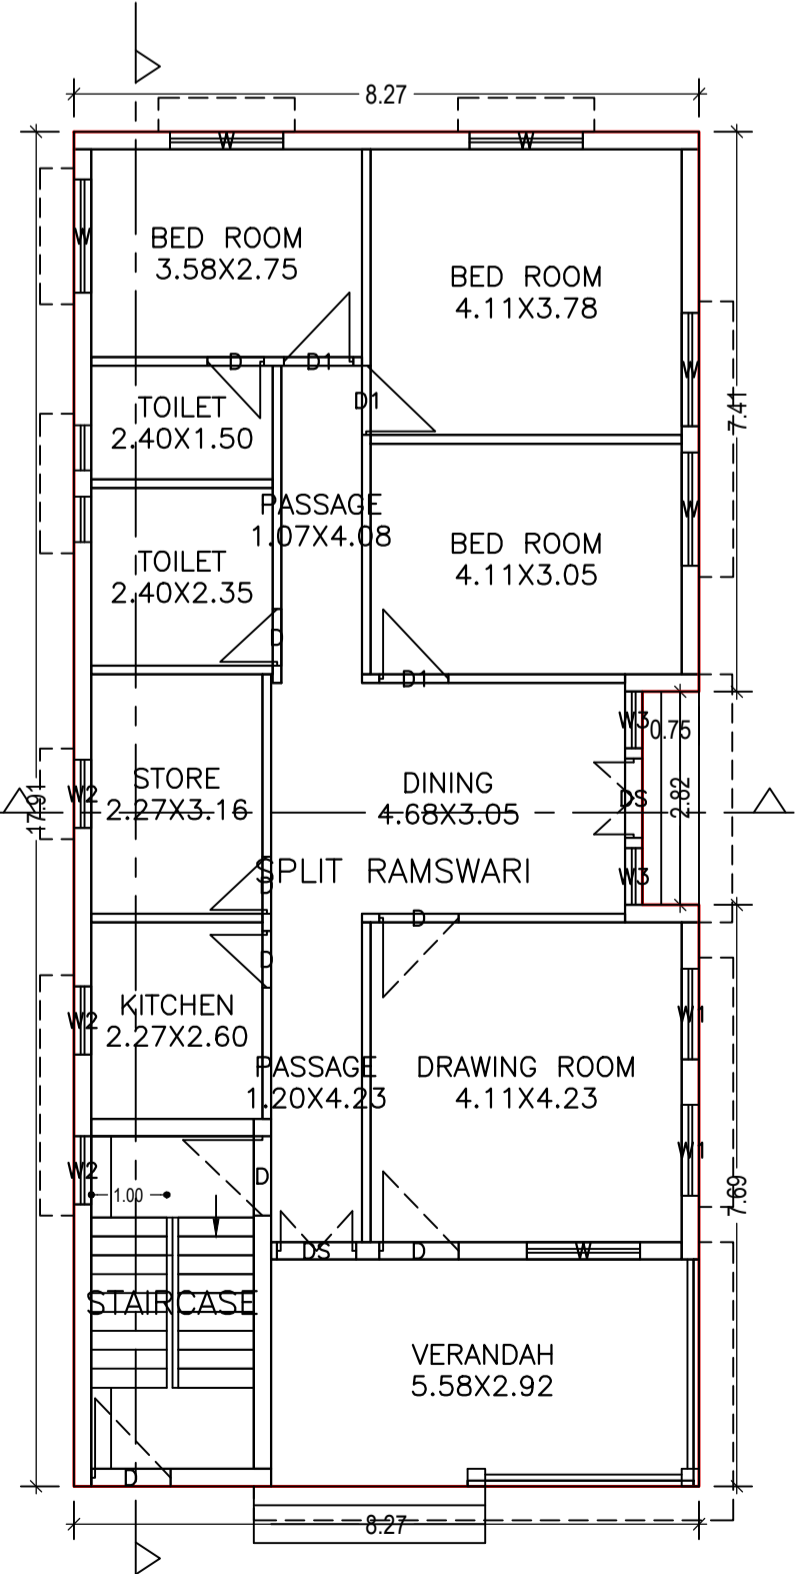 8.27
W
W
W
BED ROOM
3.58X2.75
BED ROOM
4.11X3.78
W
D
D1
D1
7.41
TOILET
2.40X1.50
PASSAGE
1.07X4.08
W
BED ROOM
4.11X3.05
TOILET
2.40X2.35
D
D1
W3
0.75
STORE
2.27X3.16
W2
17.91
DINING
4.68X3.05
DS
2.82
SPLIT RAMSWARI
W3
D
D
D
KITCHEN
2.27X2.60
W2
W1
PASSAGE
1.20X4.23
DRAWING ROOM
4.11X4.23
W1
W2
D
1.00
7.69
DS
D
W
STAIRCASE
VERANDAH
5.58X2.92
D
8.27